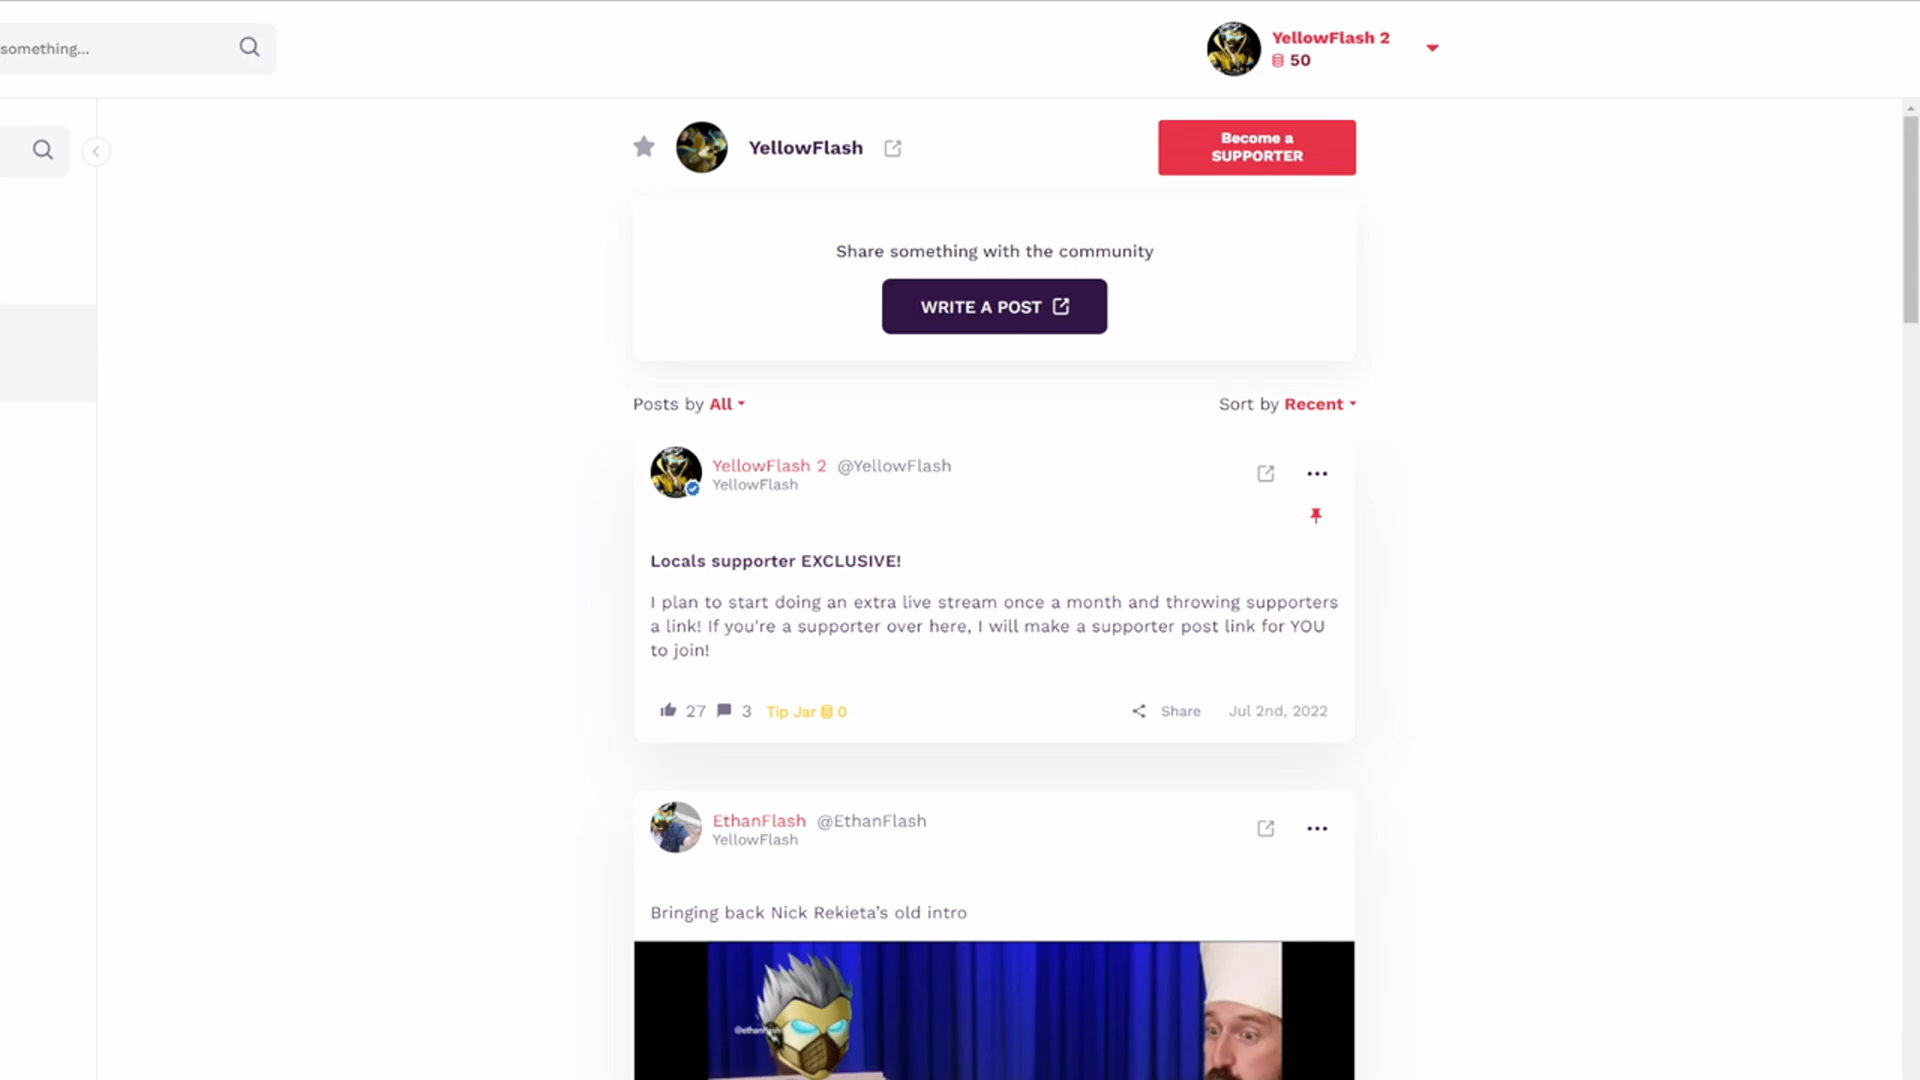 something...
YellowFlash 2
50
YellowFlash
Become a
SUPPORTER
Share something with the community
WRITE A POST
Posts by All
Sort by Recent
YellowFlash 2 @YellowFlash
YellowFlash
Locals supporter EXCLUSIVE!
I plan to start doing an extra live stream once a month and throwing supporters
a link! If you're a supporter over here, I will make a supporter post link for YOU
to join!
27 3 Tip Jar 0
Share Jul 2nd, 2022
EthanFlash @EthanFlash
YellowFlash
Bringing back Nick Rekieta's old intro
@ethanflash